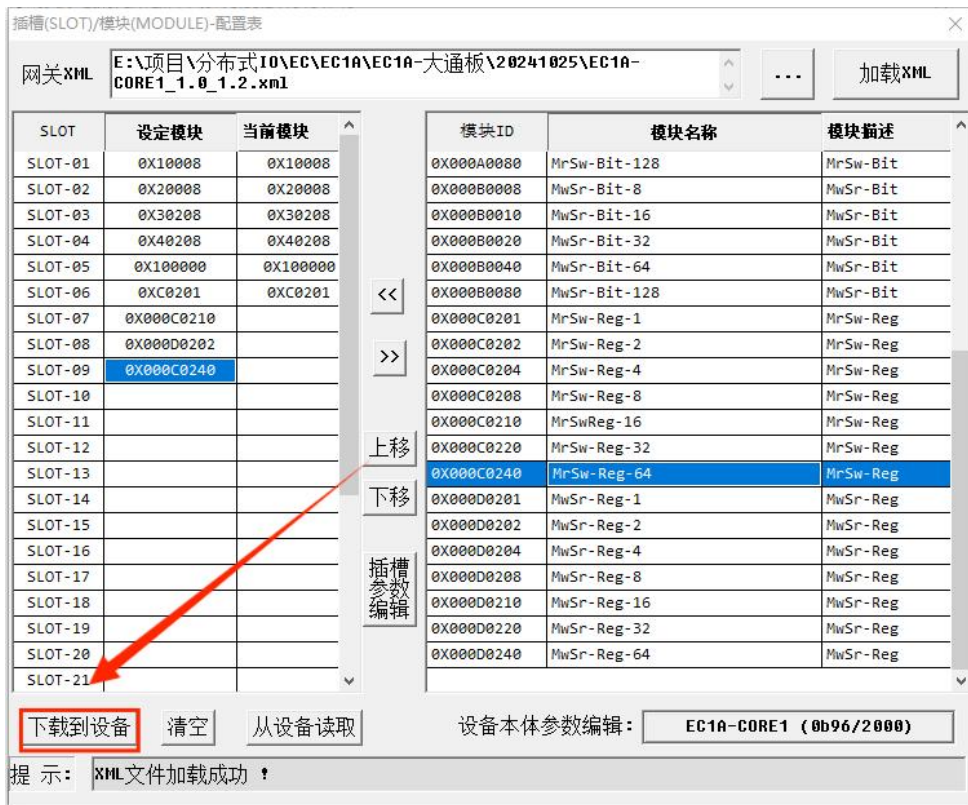 插槽(SLOT)/模块(MODULE)-配置表
网关XML E:\项目\分布式IO\EC\EC1A\EC1A-大通板\20241025\EC1A-
CORE1_1.0_1.2.xml
... 加载XML
SLOT 设定模块 当前模块
SLOT-01 0X10008 0X10008
SLOT-02 0X20008 0X20008
SLOT-03 0X30208 0X30208
SLOT-04 0X40208 0X40208
SLOT-05 0X100000 0X100000
SLOT-06 0XC0201 0XC0201
SLOT-07 0X000C0210
SLOT-08 0X000D0202
SLOT-09 0X000C0240
SLOT-10
SLOT-11
SLOT-12
SLOT-13
SLOT-14
SLOT-15
SLOT-16
SLOT-17
SLOT-18
SLOT-19
SLOT-20
SLOT-21
<<
>>
上移
下移
插槽
参数
编辑
模块ID 模块名称 模块描述
0X000A0080 MrSw-Bit-128 MrSw-Bit
0X000B0008 MwSr-Bit-8 MwSr-Bit
0X000B0010 MwSr-Bit-16 MwSr-Bit
0X000B0020 MwSr-Bit-32 MwSr-Bit
0X000B0040 MwSr-Bit-64 MwSr-Bit
0X000B0080 MwSr-Bit-128 MwSr-Bit
0X000C0201 MrSw-Reg-1 MrSw-Reg
0X000C0202 MrSw-Reg-2 MrSw-Reg
0X000C0204 MrSw-Reg-4 MrSw-Reg
0X000C0208 MrSw-Reg-8 MrSw-Reg
0X000C0210 MrSwReg-16 MrSw-Reg
0X000C0220 MrSw-Reg-32 MrSw-Reg
0X000C0240 MrSw-Reg-64 MrSw-Reg
0X000D0201 MwSr-Reg-1 MwSr-Reg
0X000D0202 MwSr-Reg-2 MwSr-Reg
0X000D0204 MwSr-Reg-4 MwSr-Reg
0X000D0208 MwSr-Reg-8 MwSr-Reg
0X000D0210 MwSr-Reg-16 MwSr-Reg
0X000D0220 MwSr-Reg-32 MwSr-Reg
0X000D0240 MwSr-Reg-64 MwSr-Reg
下载到设备 清空 从设备读取 设备本体参数编辑: EC1A-CORE1 (0b96/2000)
提 示: XML文件加载成功 !